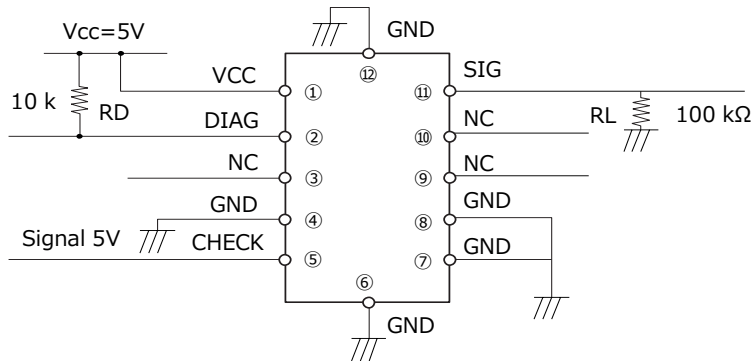 Vcc=5V
GND
⑫
VCC
①
⑪
SIG
10 k
RD
RL
100 kΩ
DIAG
②
⑩
NC
NC
③
⑨
NC
GND
④
⑧
GND
Signal 5V
CHECK
⑤
⑦
GND
⑥
GND